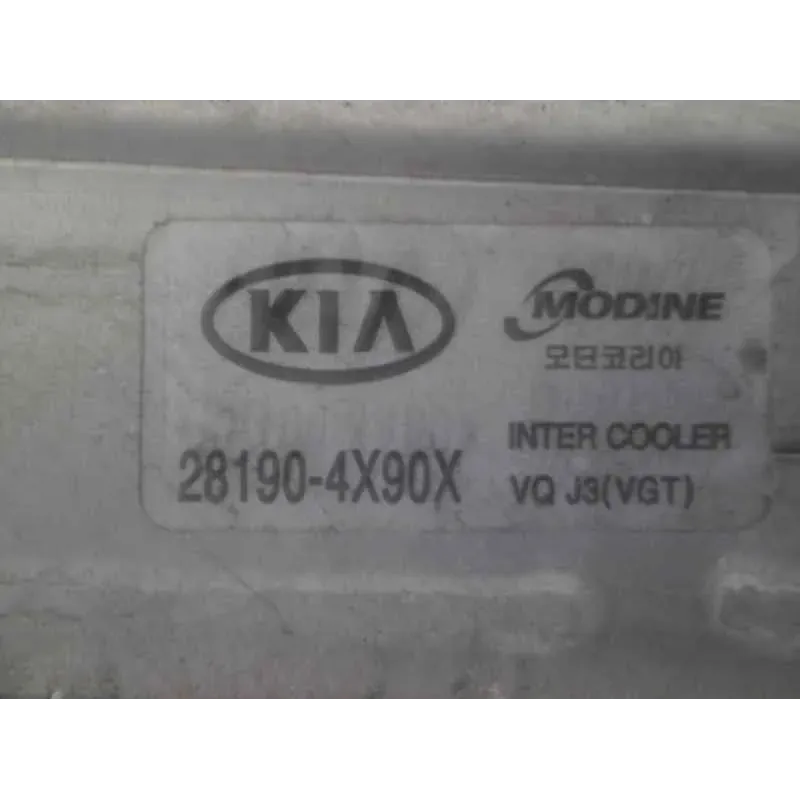 KIA
MODINE
모딘코리아
28190-4X90X
INTER COOLER
VQ J3(VGT)